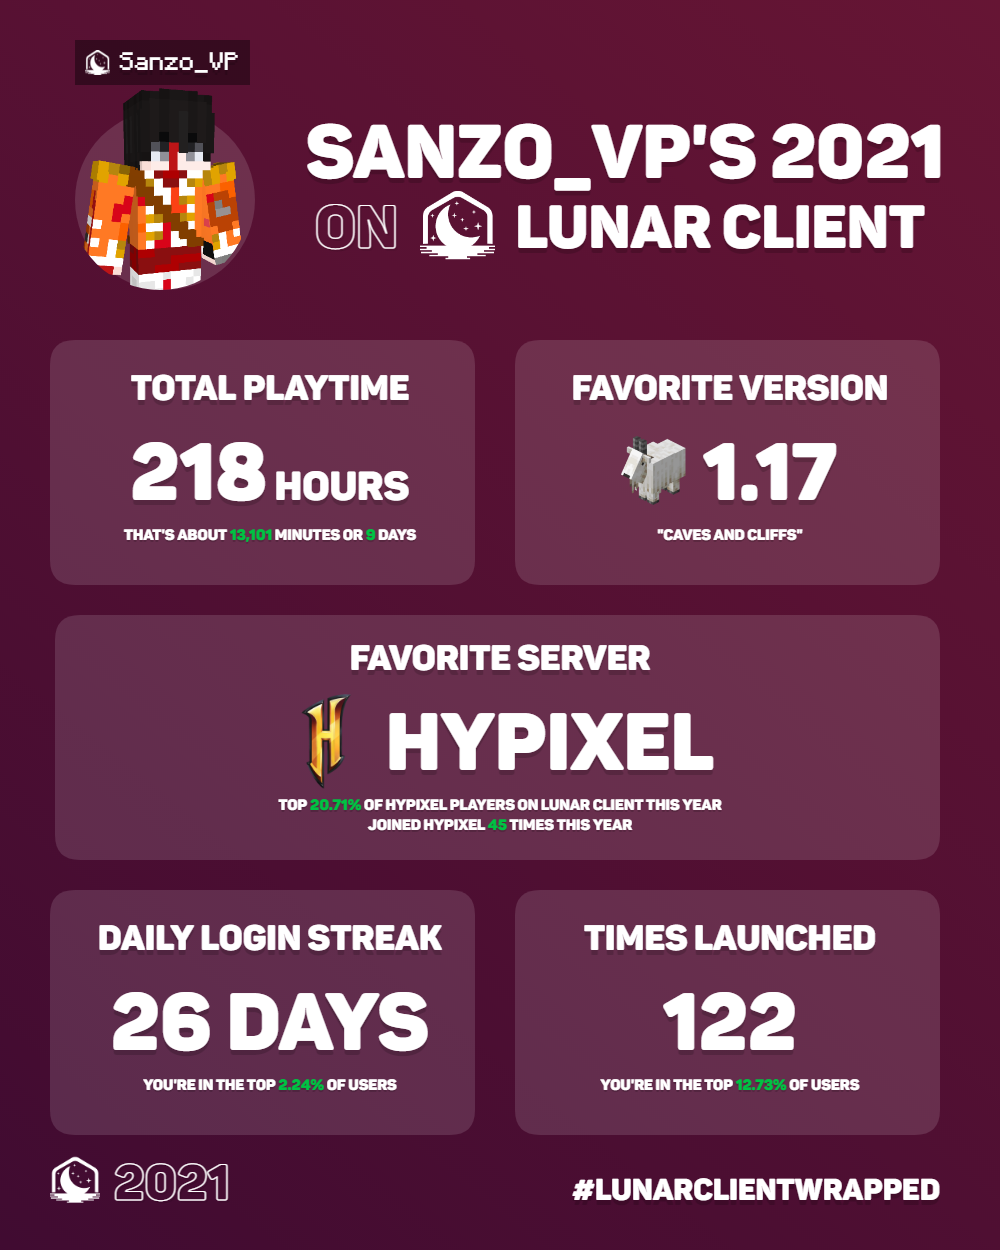 Sanzo_VP
SANZO_VP'S 2021
ON LUNAR CLIENT
TOTAL PLAYTIME
218 HOURS
THAT'S ABOUT 13,101 MINUTES OR 9 DAYS
FAVORITE VERSION
1.17
"CAVES AND CLIFFS"
FAVORITE SERVER
H HYPIXEL
TOP 20.71% OF HYPIXEL PLAYERS ON LUNAR CLIENT THIS YEAR
JOINED HYPIXEL 45 TIMES THIS YEAR
DAILY LOGIN STREAK
26 DAYS
YOU'RE IN THE TOP 2.24% OF USERS
TIMES LAUNCHED
122
YOU'RE IN THE TOP 12.73% OF USERS
2021
#LUNARCLIENTWRAPPED